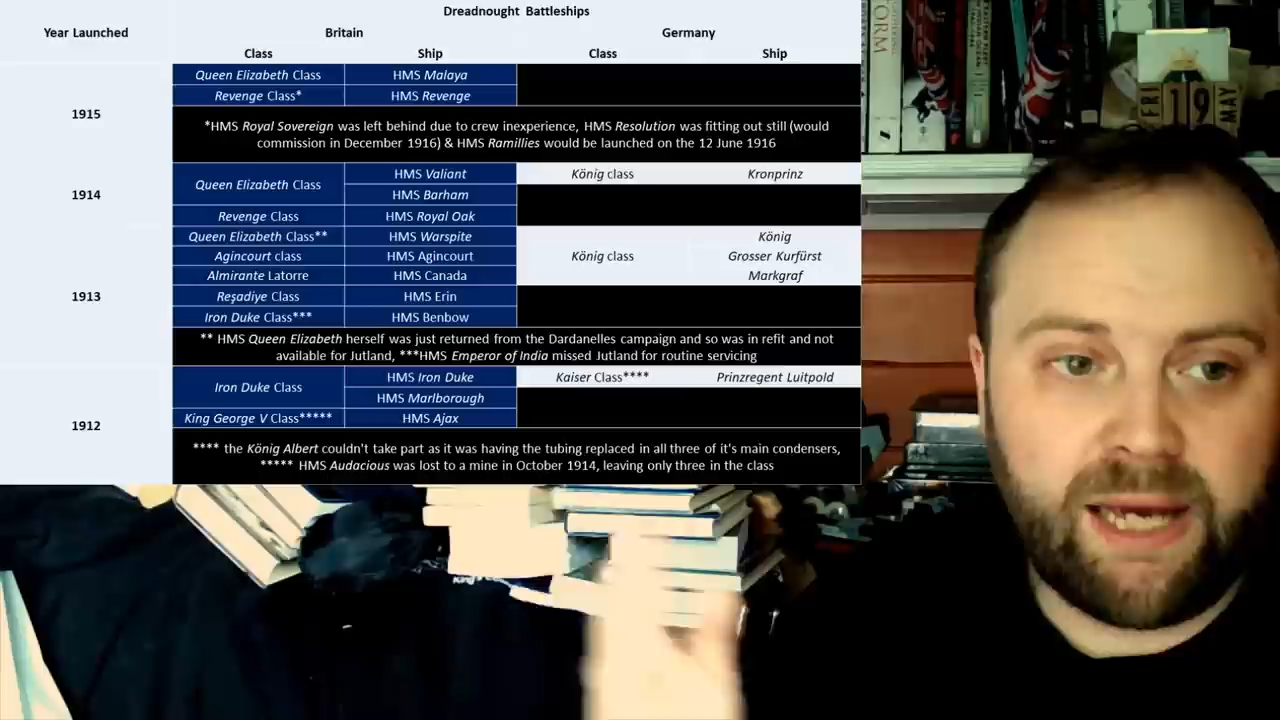 Dreadnought Battleships
Year Launched Britain Germany
Class Ship Class Ship
Queen Elizabeth Class HMS Malaya
Revenge Class* HMS Revenge
1915
*HMS Royal Sovereign was left behind due to crew inexperience, HMS Resolution was fitting out still (would
commission in December 1916) & HMS Ramillies would be launched on the 12 June 1916
1914
Queen Elizabeth Class HMS Valiant König class Kronprinz
HMS Barham
Revenge Class HMS Royal Oak
1913
Queen Elizabeth Class** HMS Warspite König class König
Agincourt class HMS Agincourt Grosser Kurfürst
Almirante Latorre HMS Canada Markgraf
Reşadiye Class HMS Erin
Iron Duke Class*** HMS Benbow
** HMS Queen Elizabeth herself was just returned from the Dardanelles campaign and so was in refit and not
available for Jutland, ***HMS Emperor of India missed Jutland for routine servicing
1912
Iron Duke Class HMS Iron Duke Kaiser Class**** Prinzregent Luitpold
HMS Marlborough
King George V Class***** HMS Ajax
**** the König Albert couldn't take part as it was having the tubing replaced in all three of it's main condensers,
***** HMS Audacious was lost to a mine in October 1914, leaving only three in the class
FRI 19 MAY